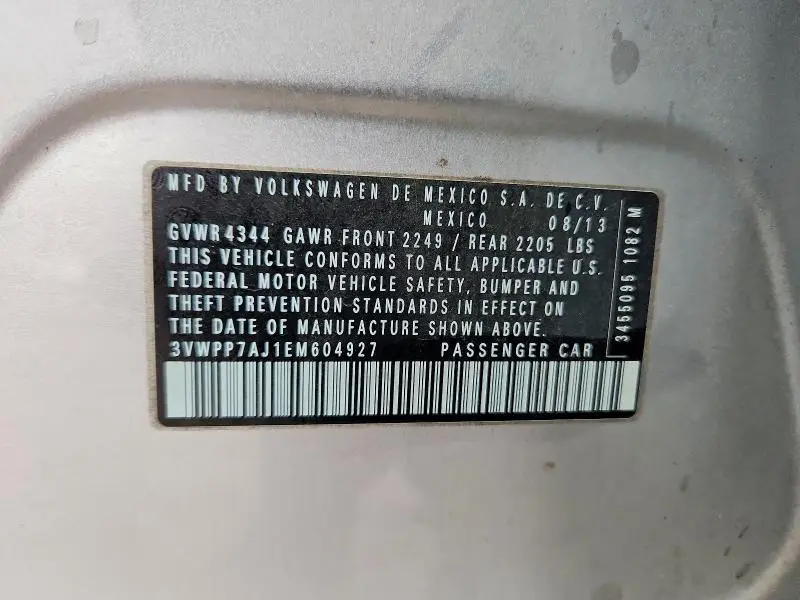 MFD BY VOLKSWAGEN DE MEXICO S.A. DE C.V.
MEXICO 08/13
GVWR 4344 GAWR FRONT 2249 / REAR 2205 LBS
THIS VEHICLE CONFORMS TO ALL APPLICABLE U.S.
FEDERAL MOTOR VEHICLE SAFETY, BUMPER AND
THEFT PREVENTION STANDARDS IN EFFECT ON
THE DATE OF MANUFACTURE SHOWN ABOVE.
3VWPP7AJ1EM604927 PASSENGER CAR
3455095 1082 M